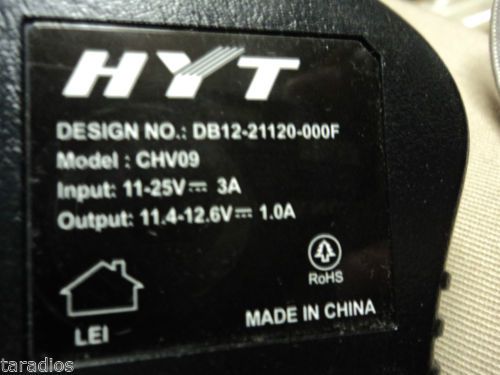 HYT
DESIGN NO.: DB12-21120-000F
Model : CHV09
Input: 11-25V⎓ 3A
Output: 11.4-12.6V⎓ 1.0A
RoHS
LEI
MADE IN CHINA
taradios
taradios